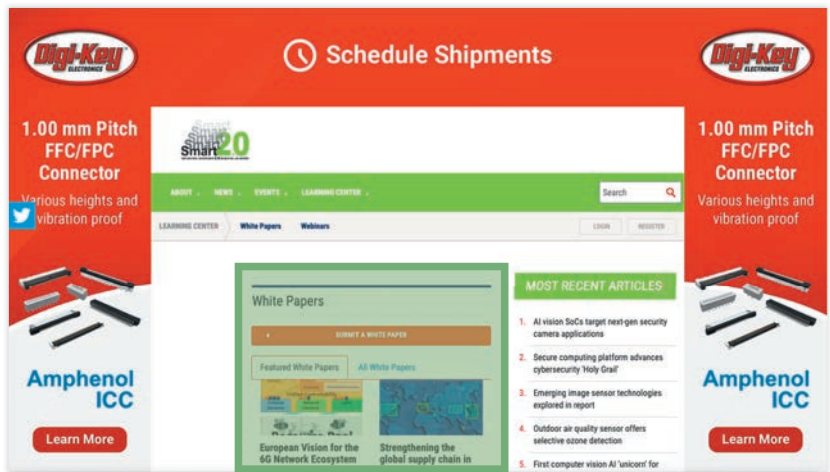 Digi-Key
ELECTRONICS
1.00 mm Pitch
FFC/FPC
Connector
Various heights and
vibration proof
Amphenol
ICC
Learn More
Schedule Shipments
Smart
Smart
Smart
Smart2.0
ABOUT
NEWS
EVENTS
LEARNING CENTER
Search
LEARNING CENTER
White Papers
Webinars
LOGIN
REGISTER
White Papers
SUBMIT A WHITE PAPER
Featured White Papers
All White Papers
European Vision for the
6G Network Ecosystem
Strengthening the
global supply chain in
MOST RECENT ARTICLES
1. AI vision SoCs target next-gen security
camera applications
2. Secure computing platform advances
cybersecurity 'Holy Grail'
3. Emerging image sensor technologies
explored in report
4. Outdoor air quality sensor offers
selective ozone detection
5. First computer vision AI 'unicorn' for
Digi-Key
ELECTRONICS
1.00 mm Pitch
FFC/FPC
Connector
Various heights and
vibration proof
Amphenol
ICC
Learn More